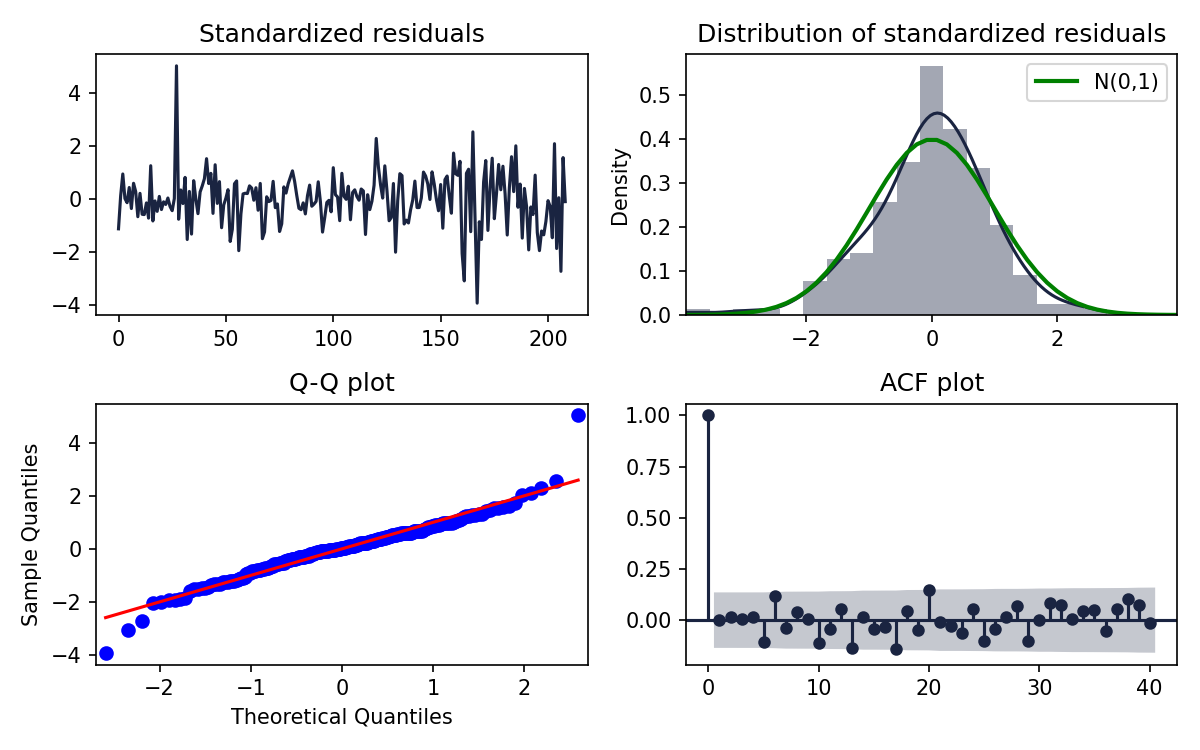 Standardized residuals
4
2
0
−2
−4
0 50 100 150 200
Distribution of standardized residuals
N(0,1)
Density
0.5
0.4
0.3
0.2
0.1
0.0
−2 0 2
Q-Q plot
Sample Quantiles
4
2
0
−2
−4
−2 −1 0 1 2
Theoretical Quantiles
ACF plot
1.00
0.75
0.50
0.25
0.00
0 10 20 30 40